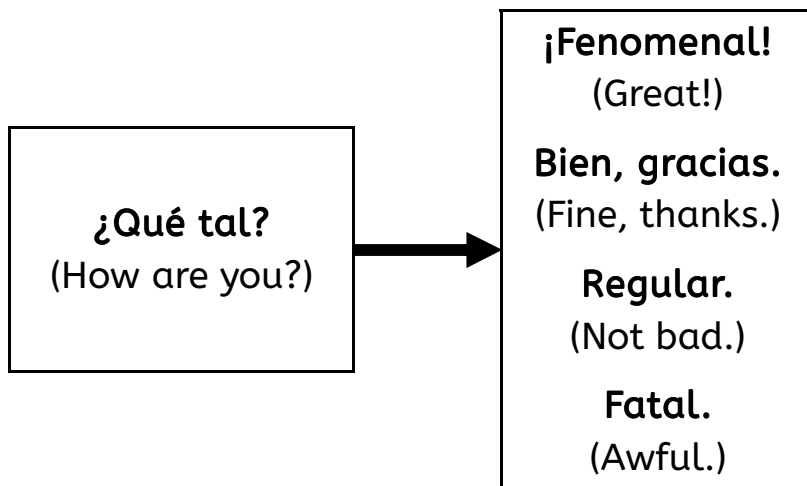 ¿Qué tal?
(How are you?)
¡Fenomenal!
(Great!)
Bien, gracias.
(Fine, thanks.)
Regular.
(Not bad.)
Fatal.
(Awful.)